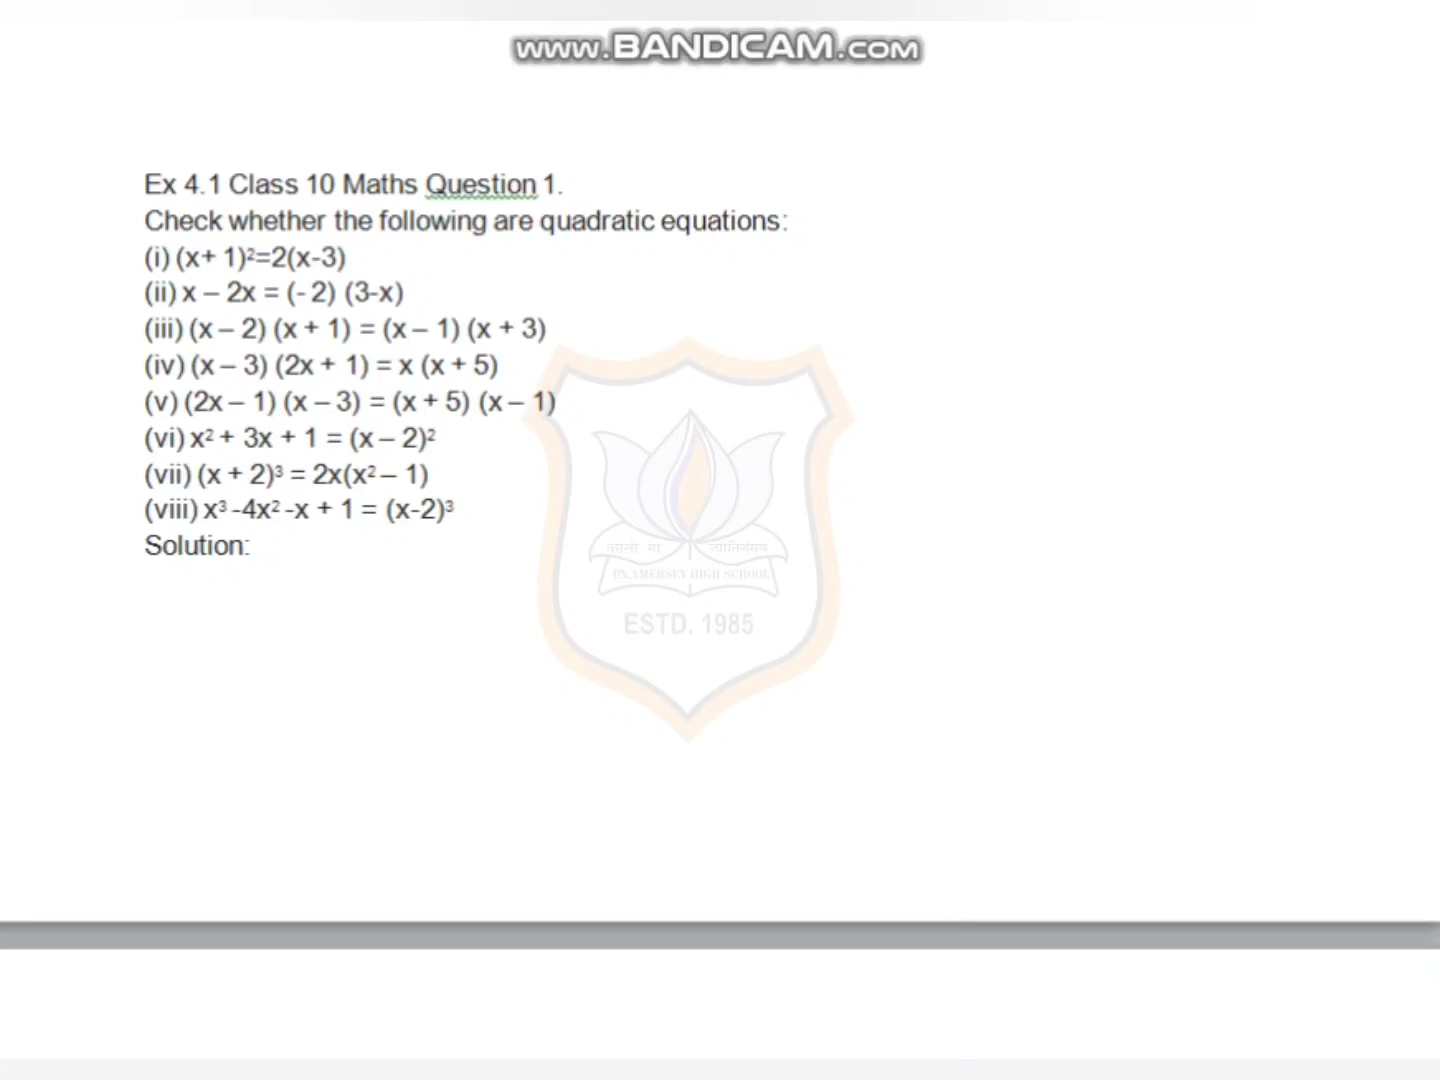 www.BANDICAM.COM
Ex 4.1 Class 10 Maths Question 1.
Check whether the following are quadratic equations:
(i) (x+ 1)²=2(x-3)
(ii) x – 2x = (- 2) (3-x)
(iii) (x – 2) (x + 1) = (x – 1) (x + 3)
(iv) (x – 3) (2x + 1) = x (x + 5)
(v) (2x – 1) (x – 3) = (x + 5) (x – 1)
(vi) x² + 3x + 1 = (x – 2)²
(vii) (x + 2)³ = 2x(x² – 1)
(viii) x³ -4x² -x + 1 = (x-2)³
Solution:
HIGH SCHOOL
ESTD. 1985